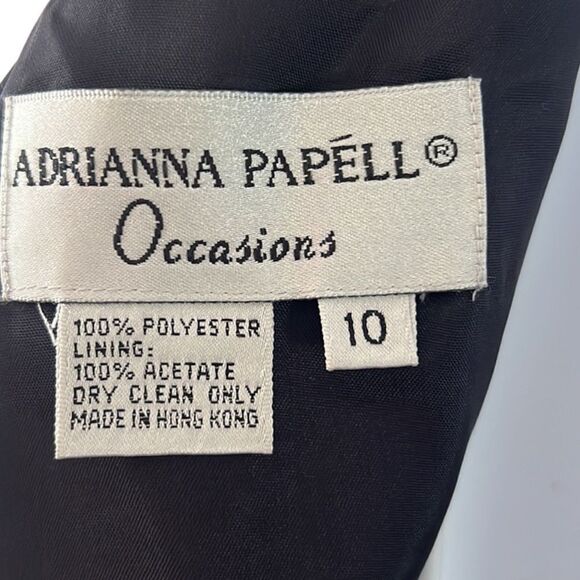 ADRIANNA PAPÉLL®
Occasions
10
100% POLYESTER
LINING:
100% ACETATE
DRY CLEAN ONLY
MADE IN HONG KONG